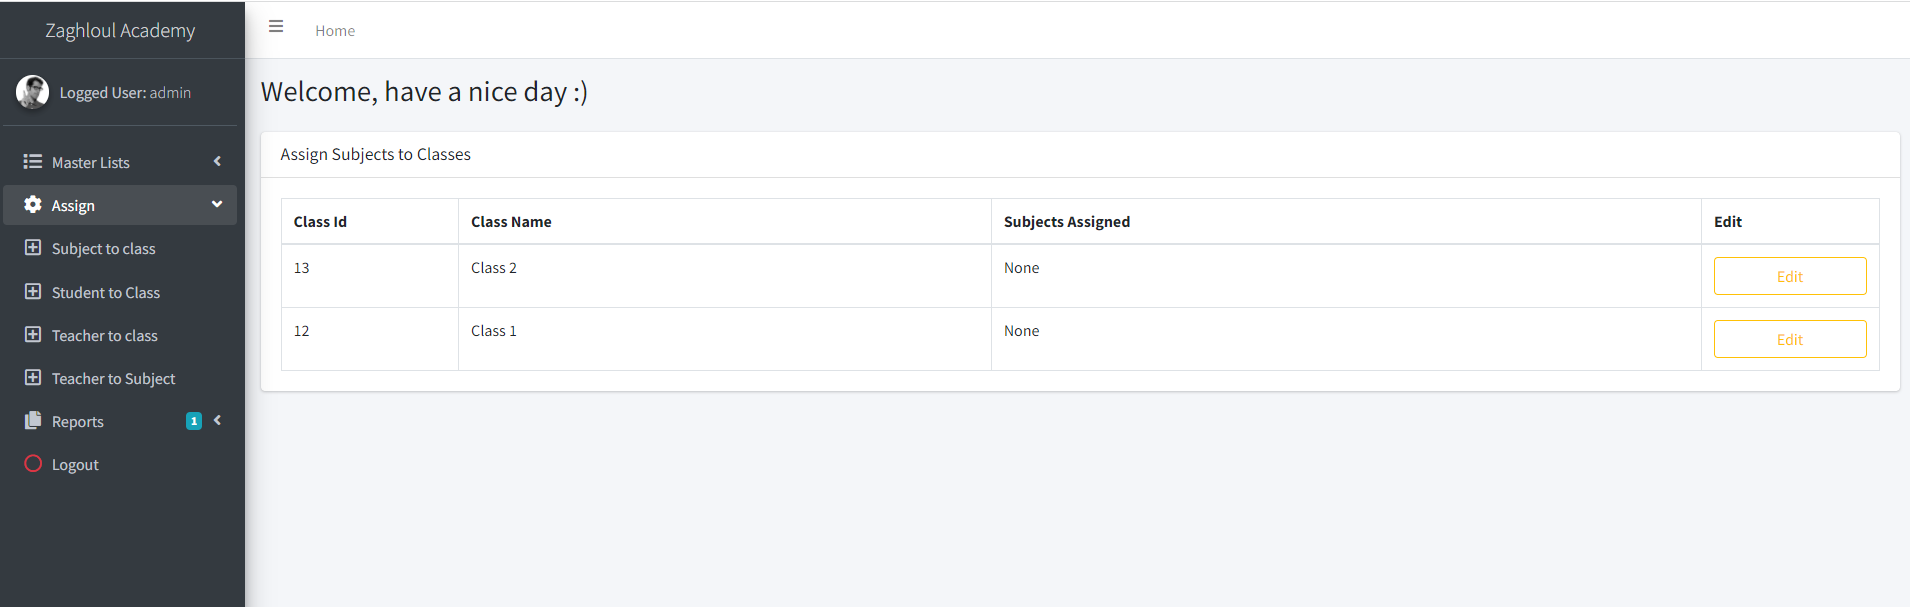 Zaghloul Academy
Home
Logged User: admin
Welcome, have a nice day :)
Master Lists
Assign
Subject to class
Student to Class
Teacher to class
Teacher to Subject
Reports 1
Logout
Assign Subjects to Classes
Class Id Class Name Subjects Assigned Edit
13 Class 2 None Edit
12 Class 1 None Edit